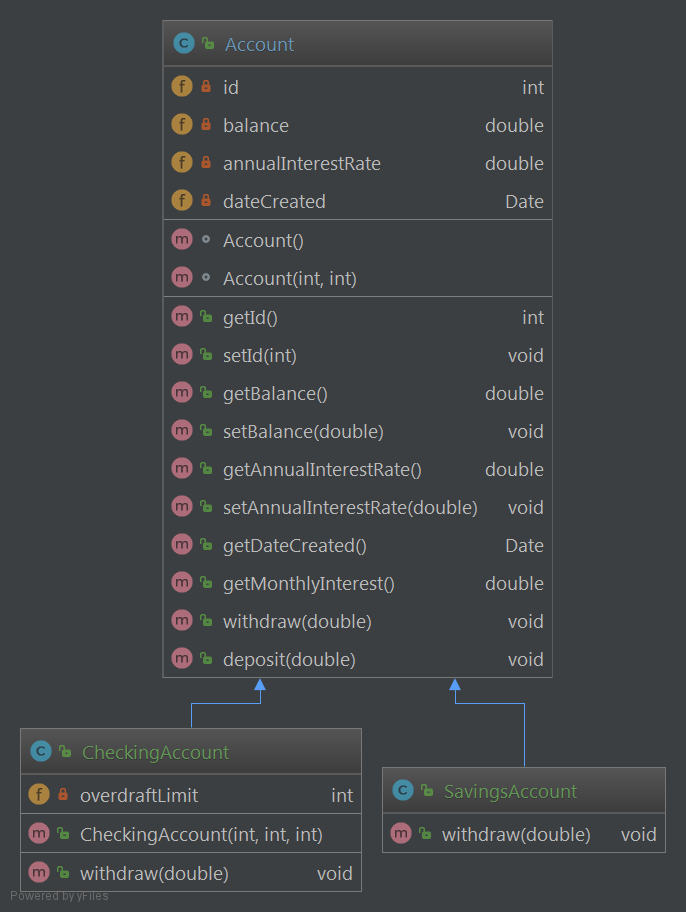 Account
id int
balance double
annualInterestRate double
dateCreated Date
Account()
Account(int, int)
getId() int
setId(int) void
getBalance() double
setBalance(double) void
getAnnualInterestRate() double
setAnnualInterestRate(double) void
getDateCreated() Date
getMonthlyInterest() double
withdraw(double) void
deposit(double) void
CheckingAccount
overdraftLimit int
CheckingAccount(int, int, int)
withdraw(double) void
SavingsAccount
withdraw(double) void
Powered by yFiles